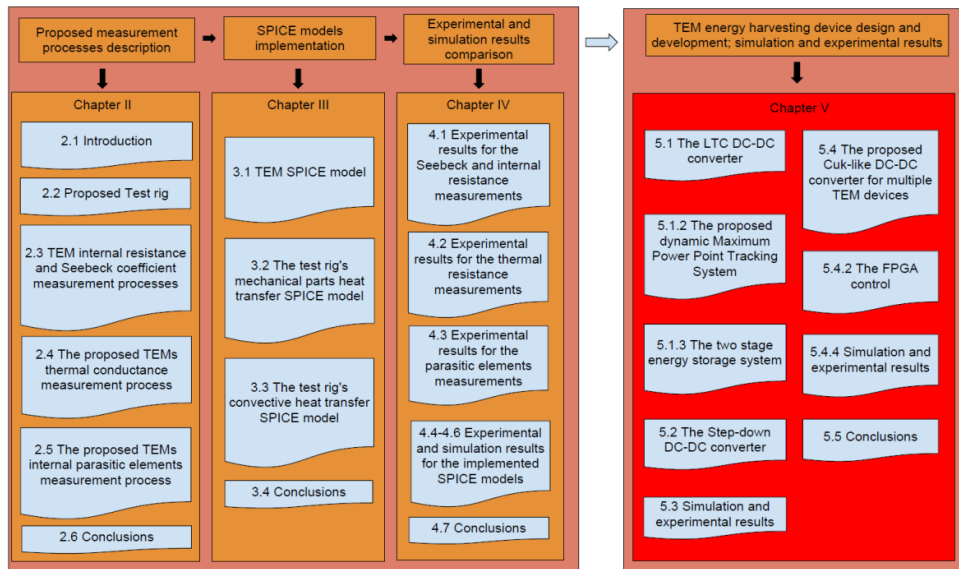 Proposed measurement
processes description
SPICE models
implementation
Experimental and
simulation results
comparison
TEM energy harvesting device design and
development; simulation and experimental results
Chapter II
2.1 Introduction
2.2 Proposed Test rig
2.3 TEM internal resistance
and Seebeck coefficient
measurement processes
2.4 The proposed TEMs
thermal conductance
measurement process
2.5 The proposed TEMs
internal parasitic elements
measurement process
2.6 Conclusions
Chapter III
3.1 TEM SPICE model
3.2 The test rig's
mechanical parts heat
transfer SPICE model
3.3 The test rig's
convective heat transfer
SPICE model
3.4 Conclusions
Chapter IV
4.1 Experimental
results for the
Seebeck and internal
resistance
measurements
4.2 Experimental
results for the thermal
resistance
measurements
4.3 Experimental
results for the
parasitic elements
measurements
4.4-4.6 Experimental
and simulation results
for the implemented
SPICE models
4.7 Conclusions
Chapter V
5.1 The LTC DC-DC
converter
5.1.2 The proposed
dynamic Maximum
Power Point Tracking
System
5.1.3 The two stage
energy storage system
5.2 The Step-down
DC-DC converter
5.3 Simulation and
experimental results
5.4 The proposed
Cuk-like DC-DC
converter for multiple
TEM devices
5.4.2 The FPGA
control
5.4.4 Simulation and
experimental results
5.5 Conclusions